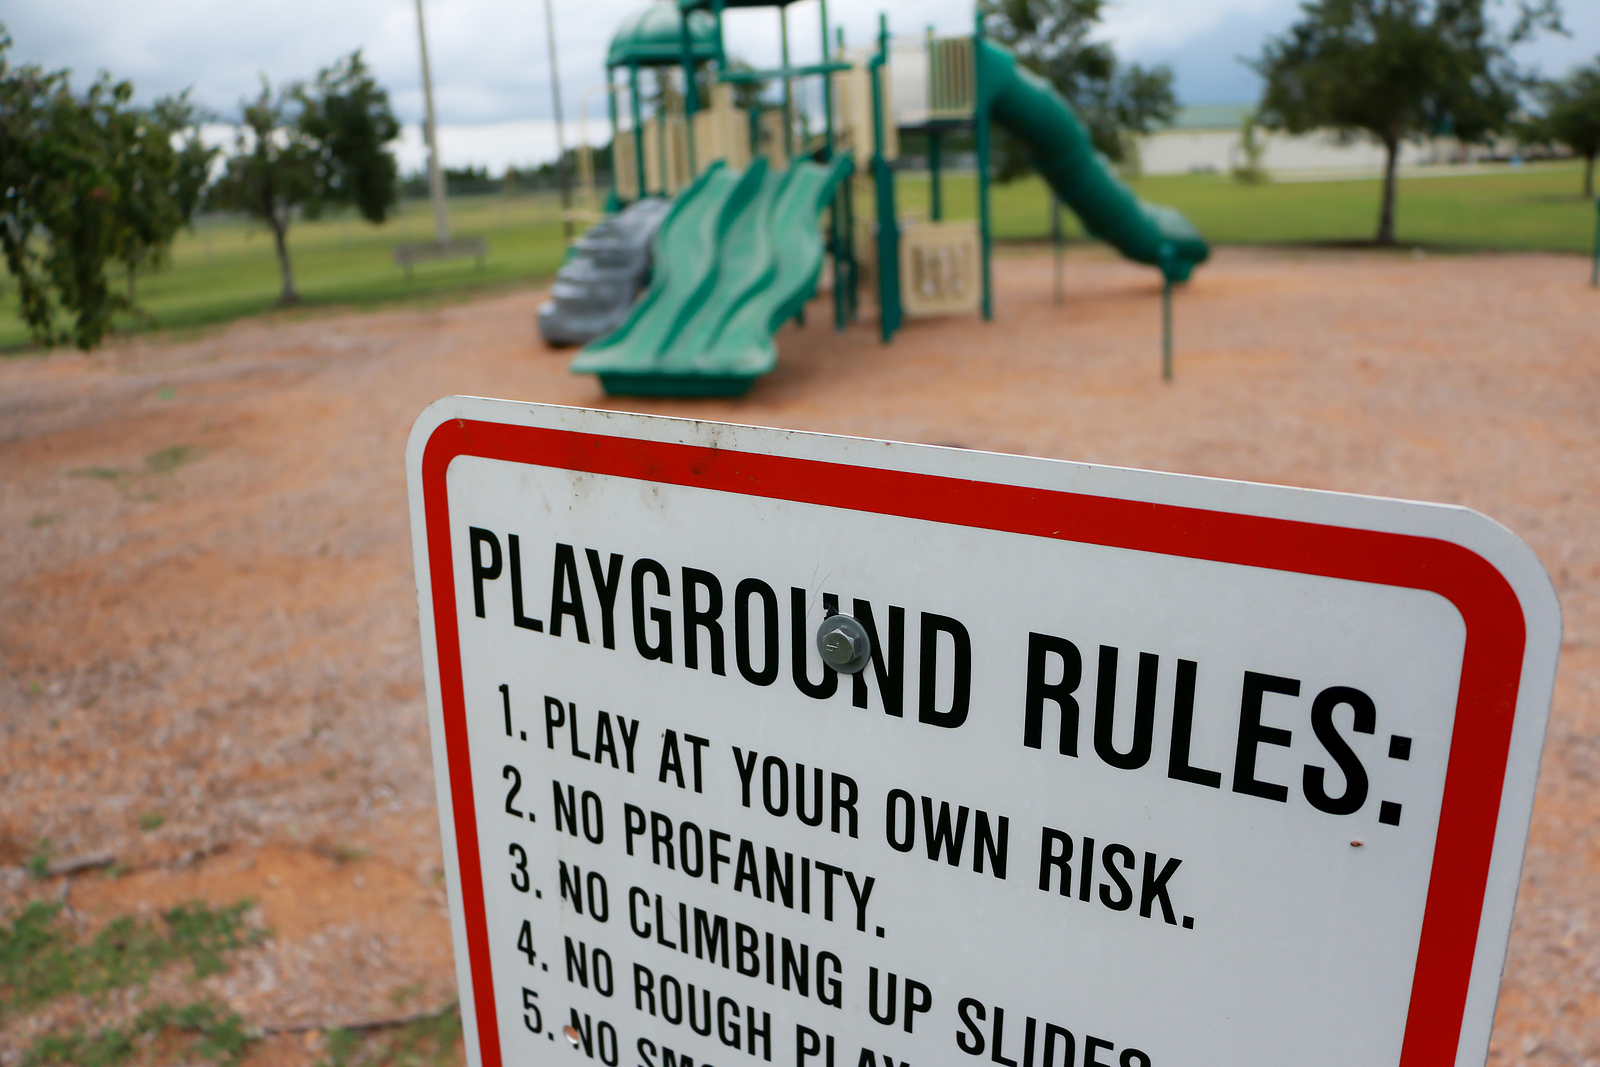 PLAYGROUND RULES:
1. PLAY AT YOUR OWN RISK.
2. NO PROFANITY.
3. NO CLIMBING UP SLIDES
4. NO ROUGH PLAY
5. NO